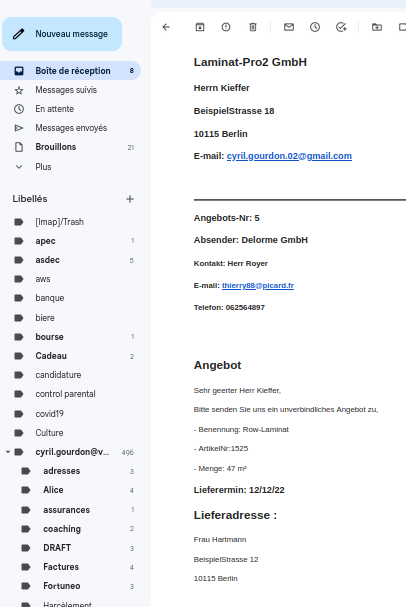 Nouveau message
Boîte de réception 8
Messages suivis
En attente
Messages envoyés
Brouillons 21
Plus
Libellés
[Imap]/Trash
apec 1
asdec 5
aws
banque
biere
bourse 1
Cadeau 2
candidature
control parental
covid19
Culture
cyril.gourdon@v... 496
adresses 3
Alice 4
assurances 1
coaching 2
DRAFT 3
Factures 4
Fortuneo 3
Harcèlement
Laminat-Pro2 GmbH
Herrn Kieffer
BeispielStrasse 18
10115 Berlin
E-mail: cyril.gourdon.02@gmail.com
Angebots-Nr: 5
Absender: Delorme GmbH
Kontakt: Herr Royer
E-mail: thierry88@picard.fr
Telefon: 062564897
Angebot
Sehr geerter Herr Kieffer,
Bitte senden Sie uns ein unverbindliches Angebot zu,
- Benennung: Row-Laminat
- ArtikelNr:1525
- Menge: 47 m²
Lieferemin: 12/12/22
Lieferadresse :
Frau Hartmann
BeispielStrasse 12
10115 Berlin